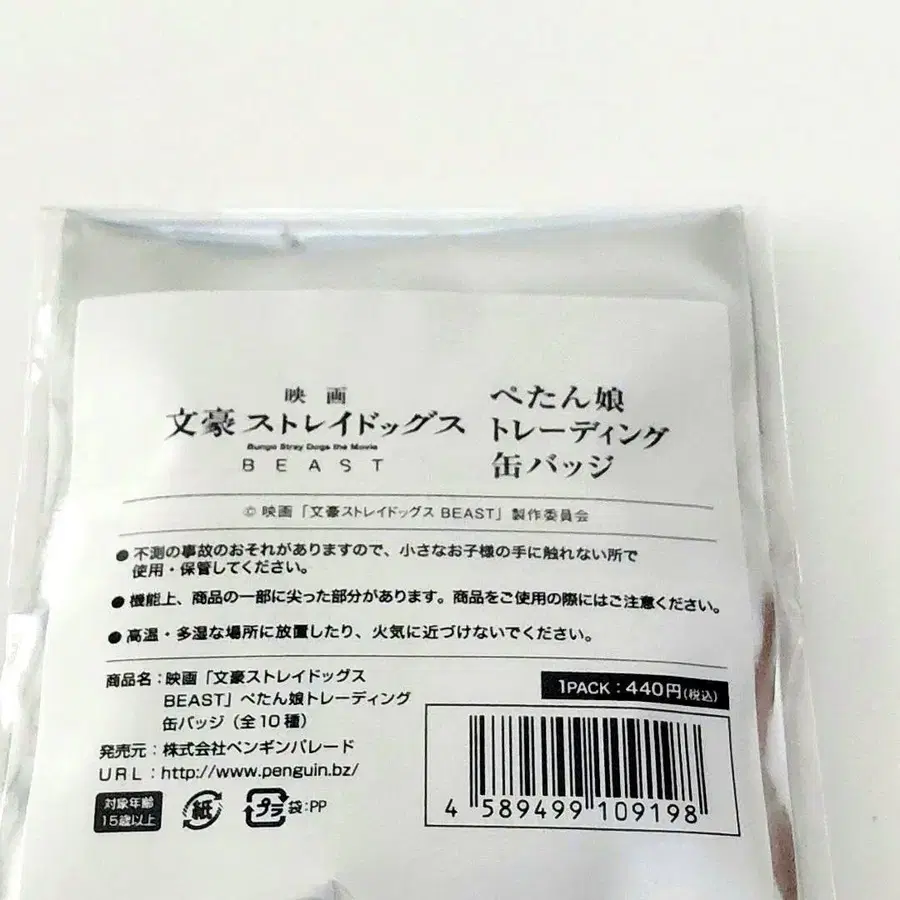 映画
文豪ストレイドッグス
Bungo Stray Dogs the Movie
BEAST
ぺたん娘
トレーディング
缶バッジ
© 映画「文豪ストレイドッグス BEAST」製作委員会
● 不測の事故のおそれがありますので、小さなお子様の手に触れない所で
使用・保管してください。
● 機能上、商品の一部に尖った部分があります。商品をご使用の際にはご注意ください。
● 高温・多湿な場所に放置したり、火気に近づけないでください。
商品名：映画「文豪ストレイドッグス
BEAST」ぺたん娘トレーディング
缶バッジ（全10種）
発売元：株式会社ペンギンパレード
URL：http://www.penguin.bz/
1PACK：440円(税込)
対象年齢
15歳以上
紙
プラ
袋:PP
4 589499 109198